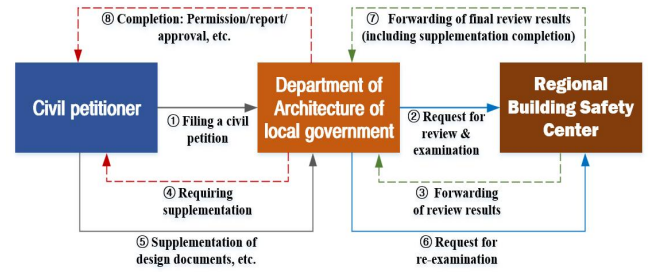 ⑧ Completion: Permission/report/
approval, etc.
⑦ Forwarding of final review results
(including supplementation completion)
Civil petitioner
Department of
Architecture of
local government
Regional
Building Safety
Center
① Filing a civil
petition
② Request for
review &
examination
④ Requiring
supplementation
③ Forwarding
of review results
⑤ Supplementation of
design documents, etc.
⑥ Request for
re-examination